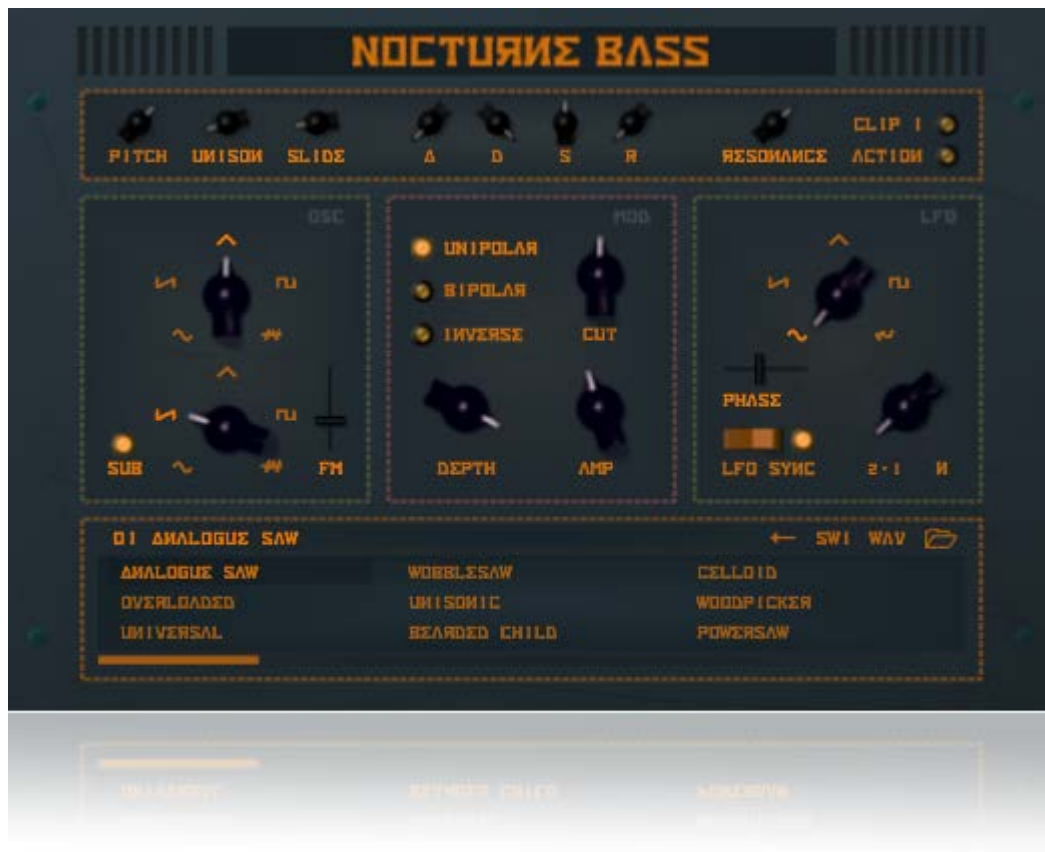 NOCTURNE BASS
PITCH UNISON SLIDE A D S R RESONANCE CLIP I
ACTION
OSC MOD LFO
UNIPOLAR
BIPOLAR
INVERSE CUT
PHASE
SUB FM DEPTH AMP LFO SYNC 2·1 N
01 ANALOGUE SAW ← SW1 WAV
ANALOGUE SAW WOBBLESAW CELLOID
OVERLOADED UNISONIC WOODPICKER
UNIVERSAL BEARDED CHILD POWERSAW